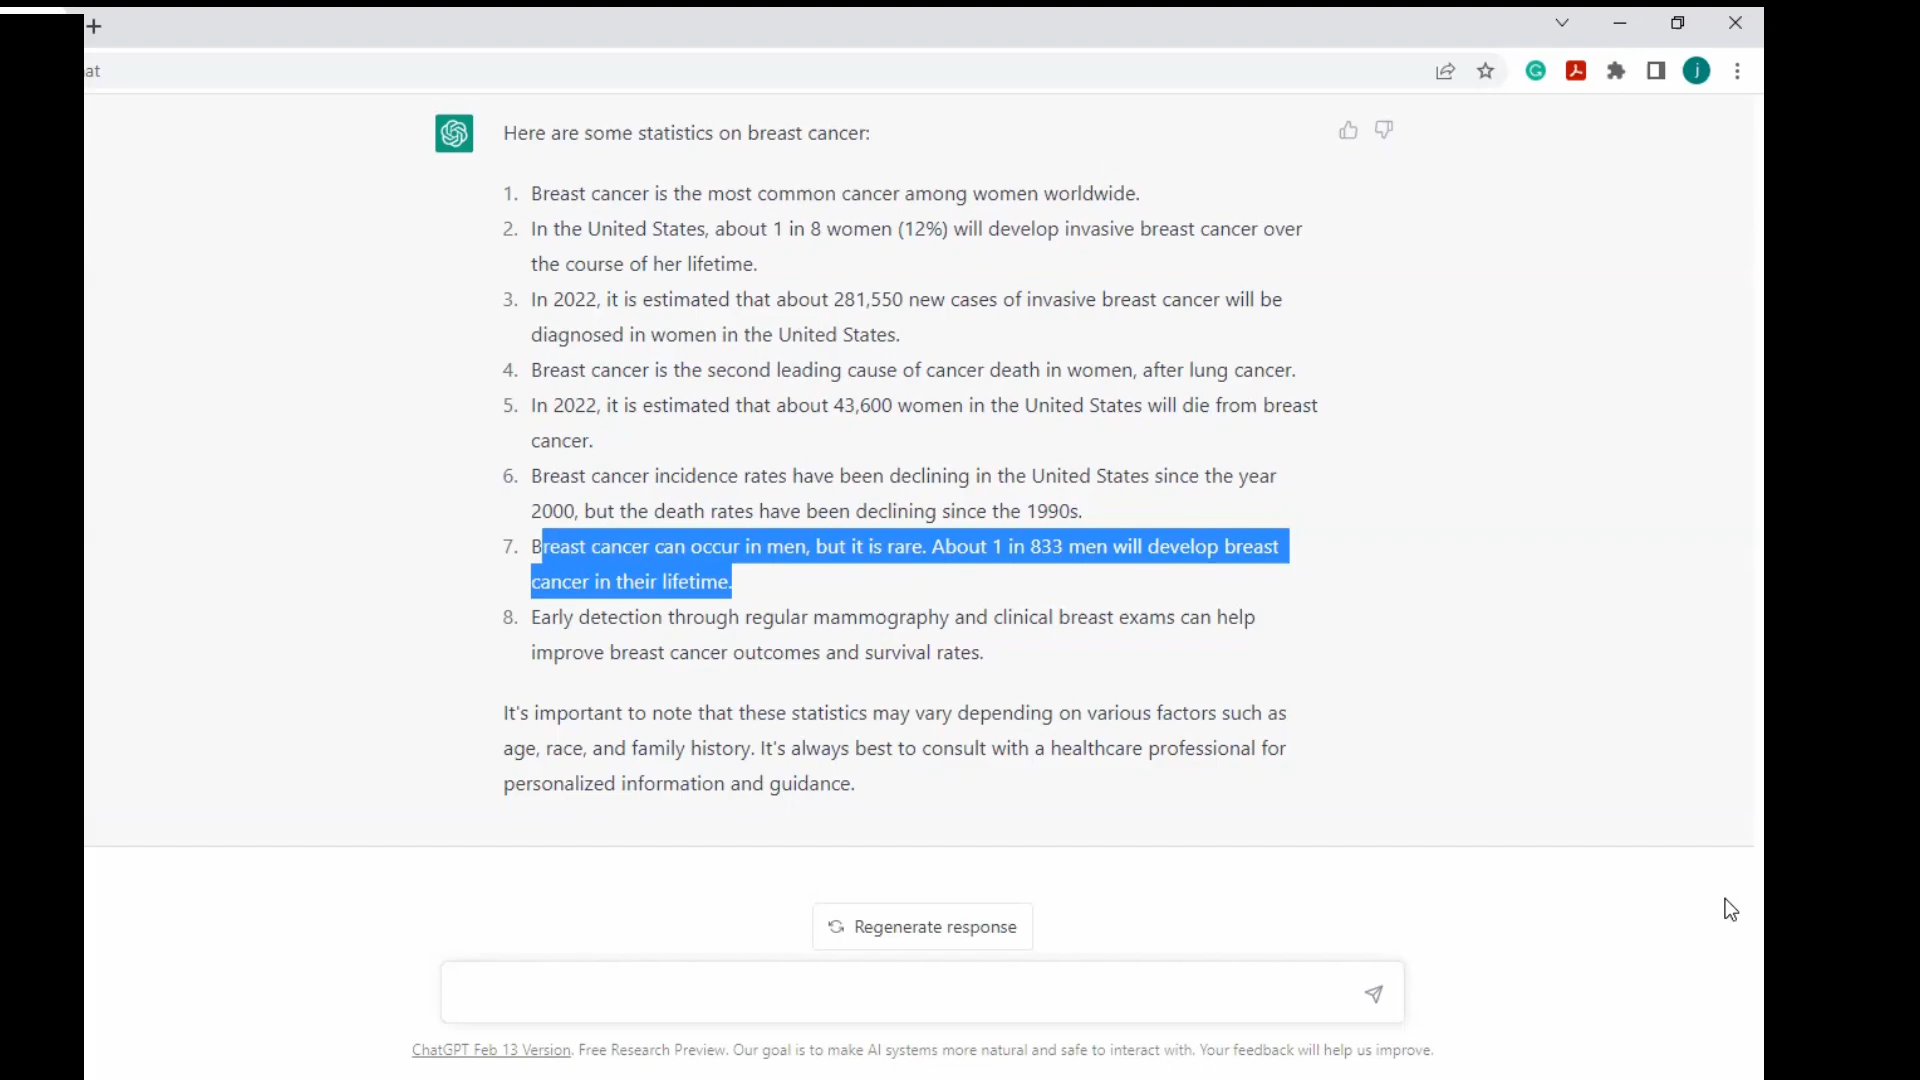 at
j
Here are some statistics on breast cancer:
1. Breast cancer is the most common cancer among women worldwide.
2. In the United States, about 1 in 8 women (12%) will develop invasive breast cancer over
the course of her lifetime.
3. In 2022, it is estimated that about 281,550 new cases of invasive breast cancer will be
diagnosed in women in the United States.
4. Breast cancer is the second leading cause of cancer death in women, after lung cancer.
5. In 2022, it is estimated that about 43,600 women in the United States will die from breast
cancer.
6. Breast cancer incidence rates have been declining in the United States since the year
2000, but the death rates have been declining since the 1990s.
7. Breast cancer can occur in men, but it is rare. About 1 in 833 men will develop breast
cancer in their lifetime.
8. Early detection through regular mammography and clinical breast exams can help
improve breast cancer outcomes and survival rates.
It's important to note that these statistics may vary depending on various factors such as
age, race, and family history. It's always best to consult with a healthcare professional for
personalized information and guidance.
Regenerate response
ChatGPT Feb 13 Version. Free Research Preview. Our goal is to make AI systems more natural and safe to interact with. Your feedback will help us improve.